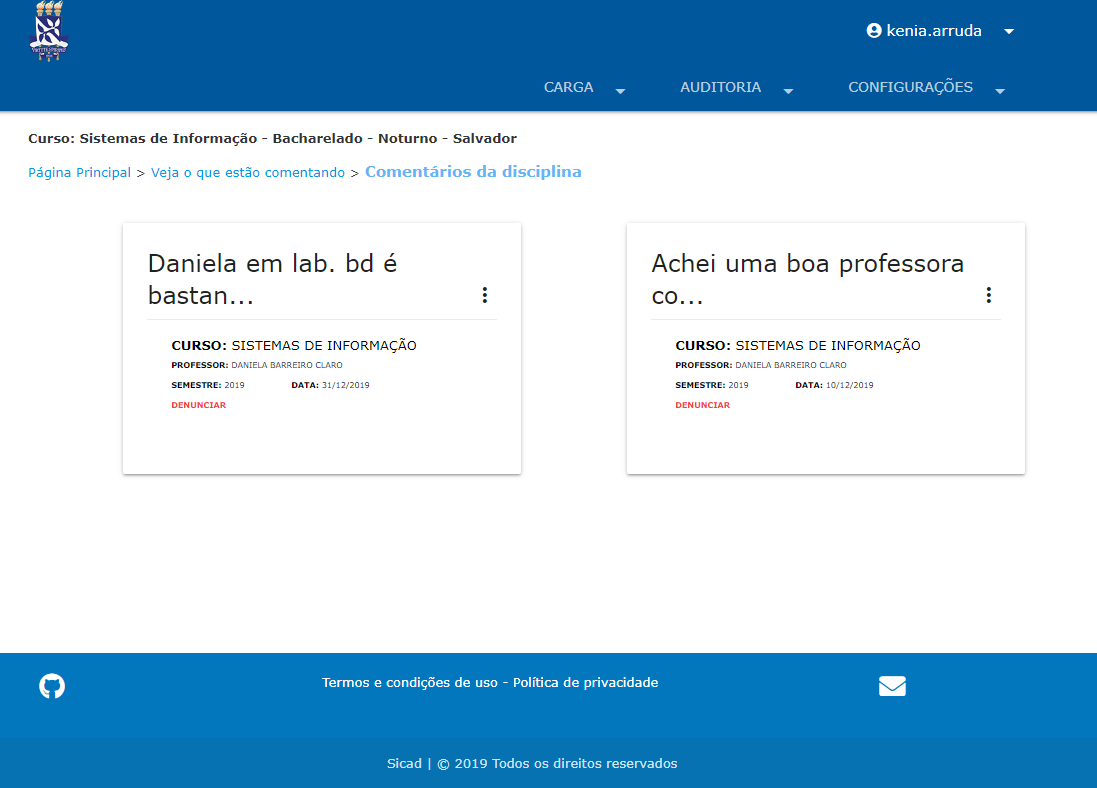 kenia.arruda
CARGA AUDITORIA CONFIGURAÇÕES
Curso: Sistemas de Informação - Bacharelado - Noturno - Salvador
Página Principal > Veja o que estão comentando > Comentários da disciplina
Daniela em lab. bd é
bastan...
CURSO: SISTEMAS DE INFORMAÇÃO
PROFESSOR: DANIELA BARREIRO CLARO
SEMESTRE: 2019 DATA: 31/12/2019
DENUNCIAR
Achei uma boa professora
co...
CURSO: SISTEMAS DE INFORMAÇÃO
PROFESSOR: DANIELA BARREIRO CLARO
SEMESTRE: 2019 DATA: 10/12/2019
DENUNCIAR
Termos e condições de uso - Política de privacidade
Sicad | © 2019 Todos os direitos reservados